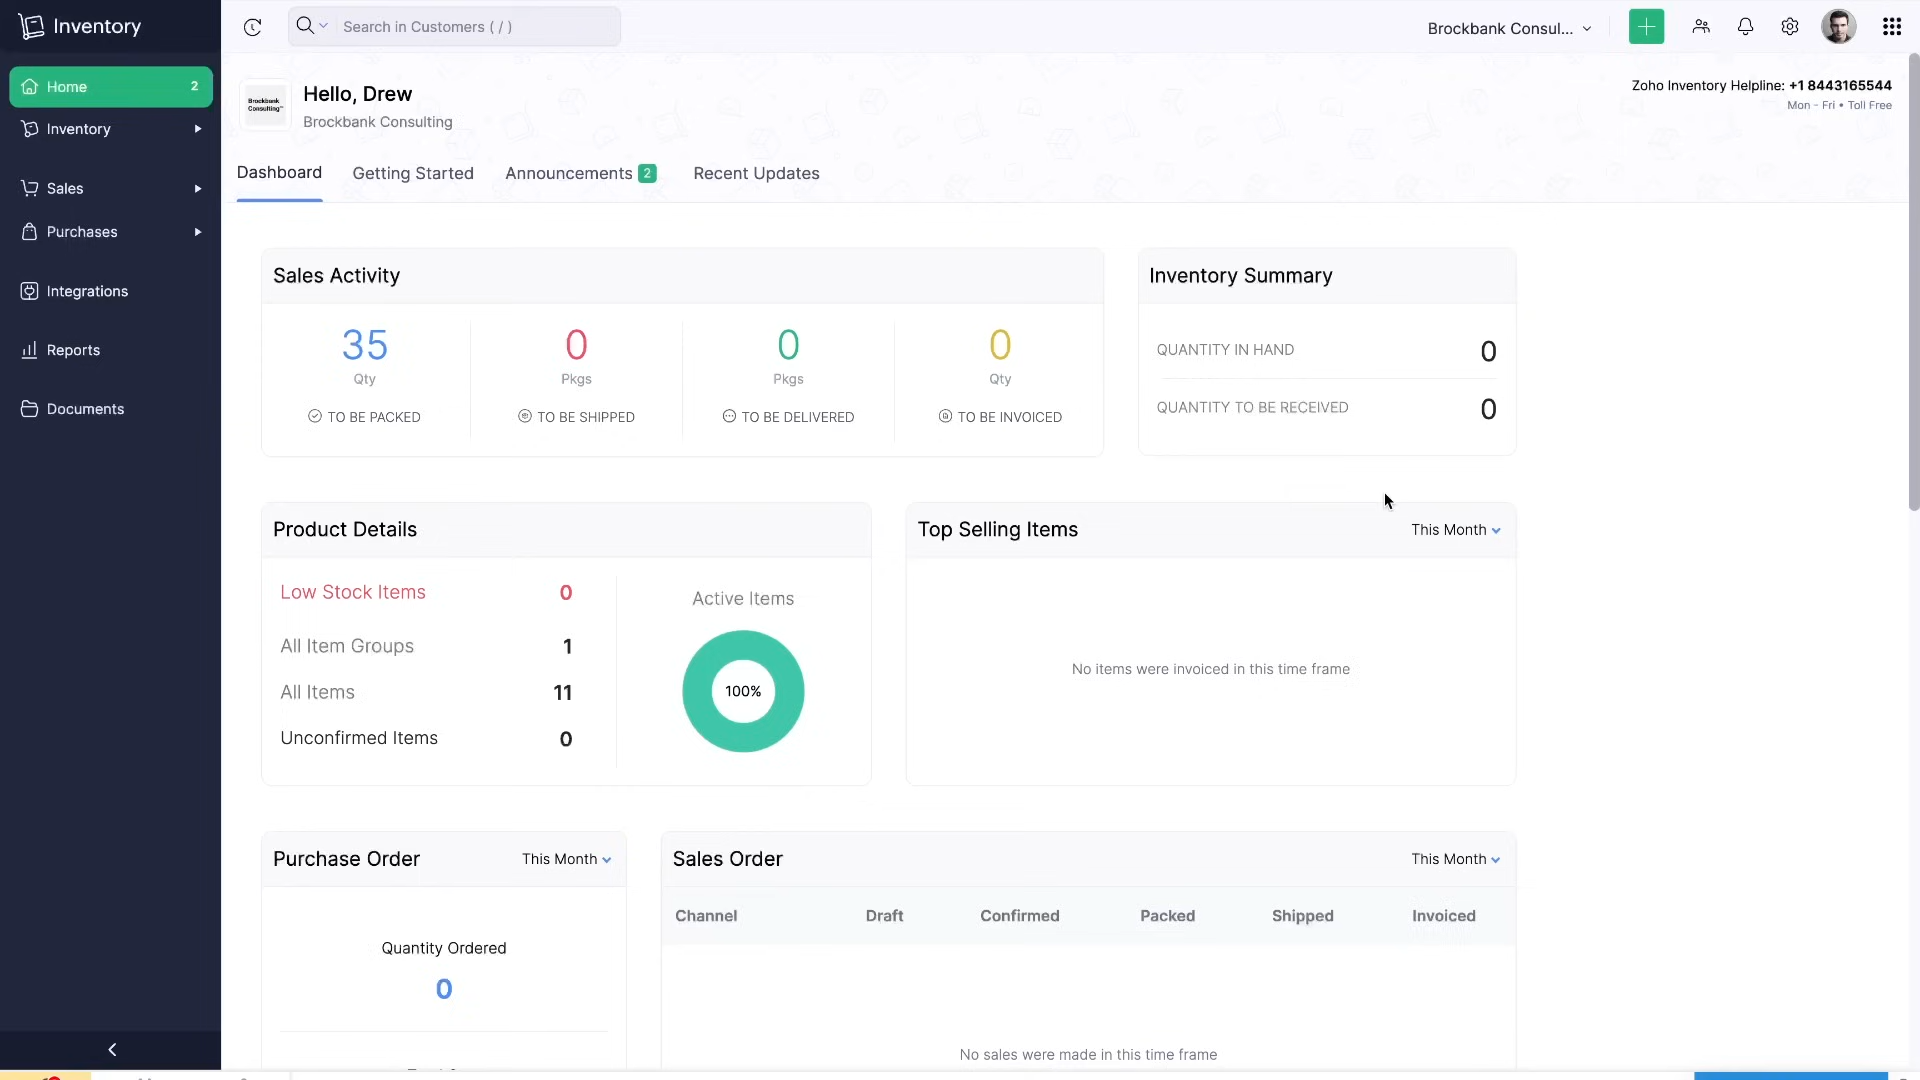 Inventory
Search in Customers ( / )
Brockbank Consul...
Home 2
Inventory
Sales
Purchases
Integrations
Reports
Documents
Brockbank Consulting
Hello, Drew
Brockbank Consulting
Zoho Inventory Helpline: +1 8443165544
Mon - Fri • Toll Free
Dashboard Getting Started Announcements 2 Recent Updates
Sales Activity
35 0 0 0
Qty Pkgs Pkgs Qty
TO BE PACKED TO BE SHIPPED TO BE DELIVERED TO BE INVOICED
Inventory Summary
QUANTITY IN HAND 0
QUANTITY TO BE RECEIVED 0
Product Details
Low Stock Items 0
All Item Groups 1
All Items 11
Unconfirmed Items 0
Active Items
100%
Top Selling Items This Month
No items were invoiced in this time frame
Purchase Order This Month
Quantity Ordered
0
Sales Order This Month
Channel Draft Confirmed Packed Shipped Invoiced
No sales were made in this time frame